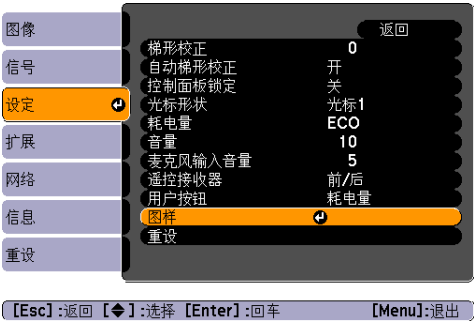 图像
信号
设定
扩展
网络
信息
重设
返回
梯形校正 0
自动梯形校正 开
控制面板锁定 关
光标形状 光标1
耗电量 ECO
音量 10
麦克风输入音量 5
遥控接收器 前/后
用户按钮 耗电量
图样
重设
[Esc]:返回 [◆]:选择 [Enter]:回车 [Menu]:退出